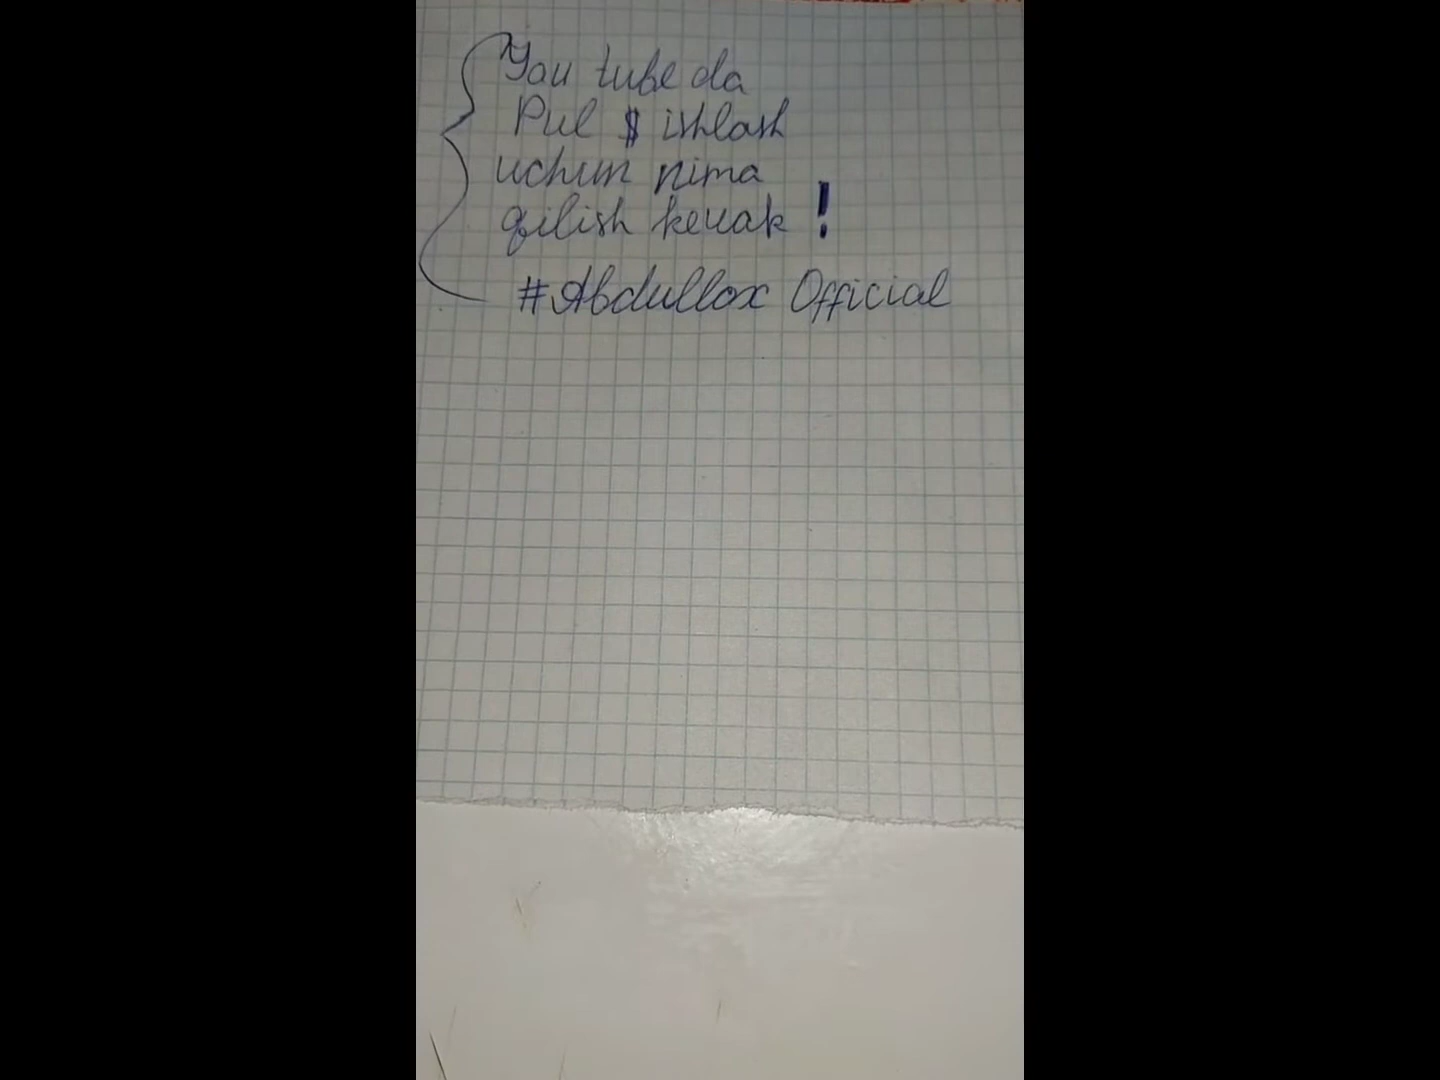 You tube da
Pul $ ishlash
uchun nima
qilish kerak !
#Abdullox Official